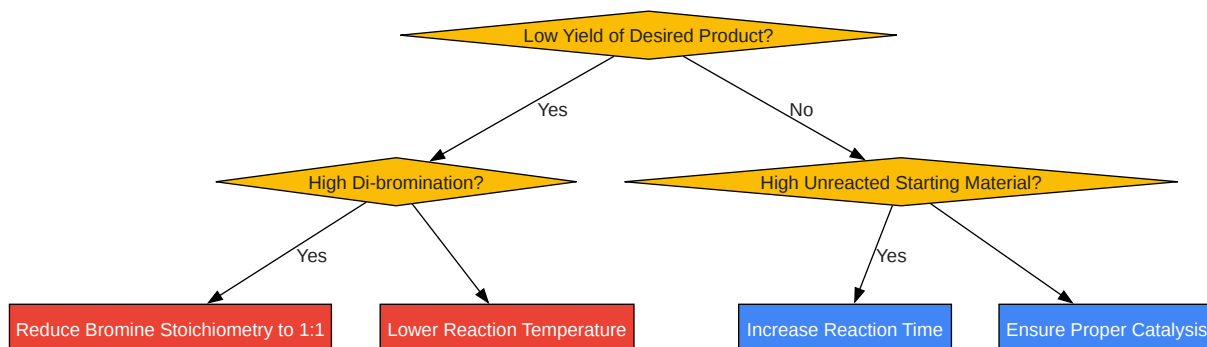 Low Yield of Desired Product?
Yes
No
High Di-bromination?
High Unreacted Starting Material?
Yes
Yes
Reduce Bromine Stoichiometry to 1:1
Lower Reaction Temperature
Increase Reaction Time
Ensure Proper Catalysis